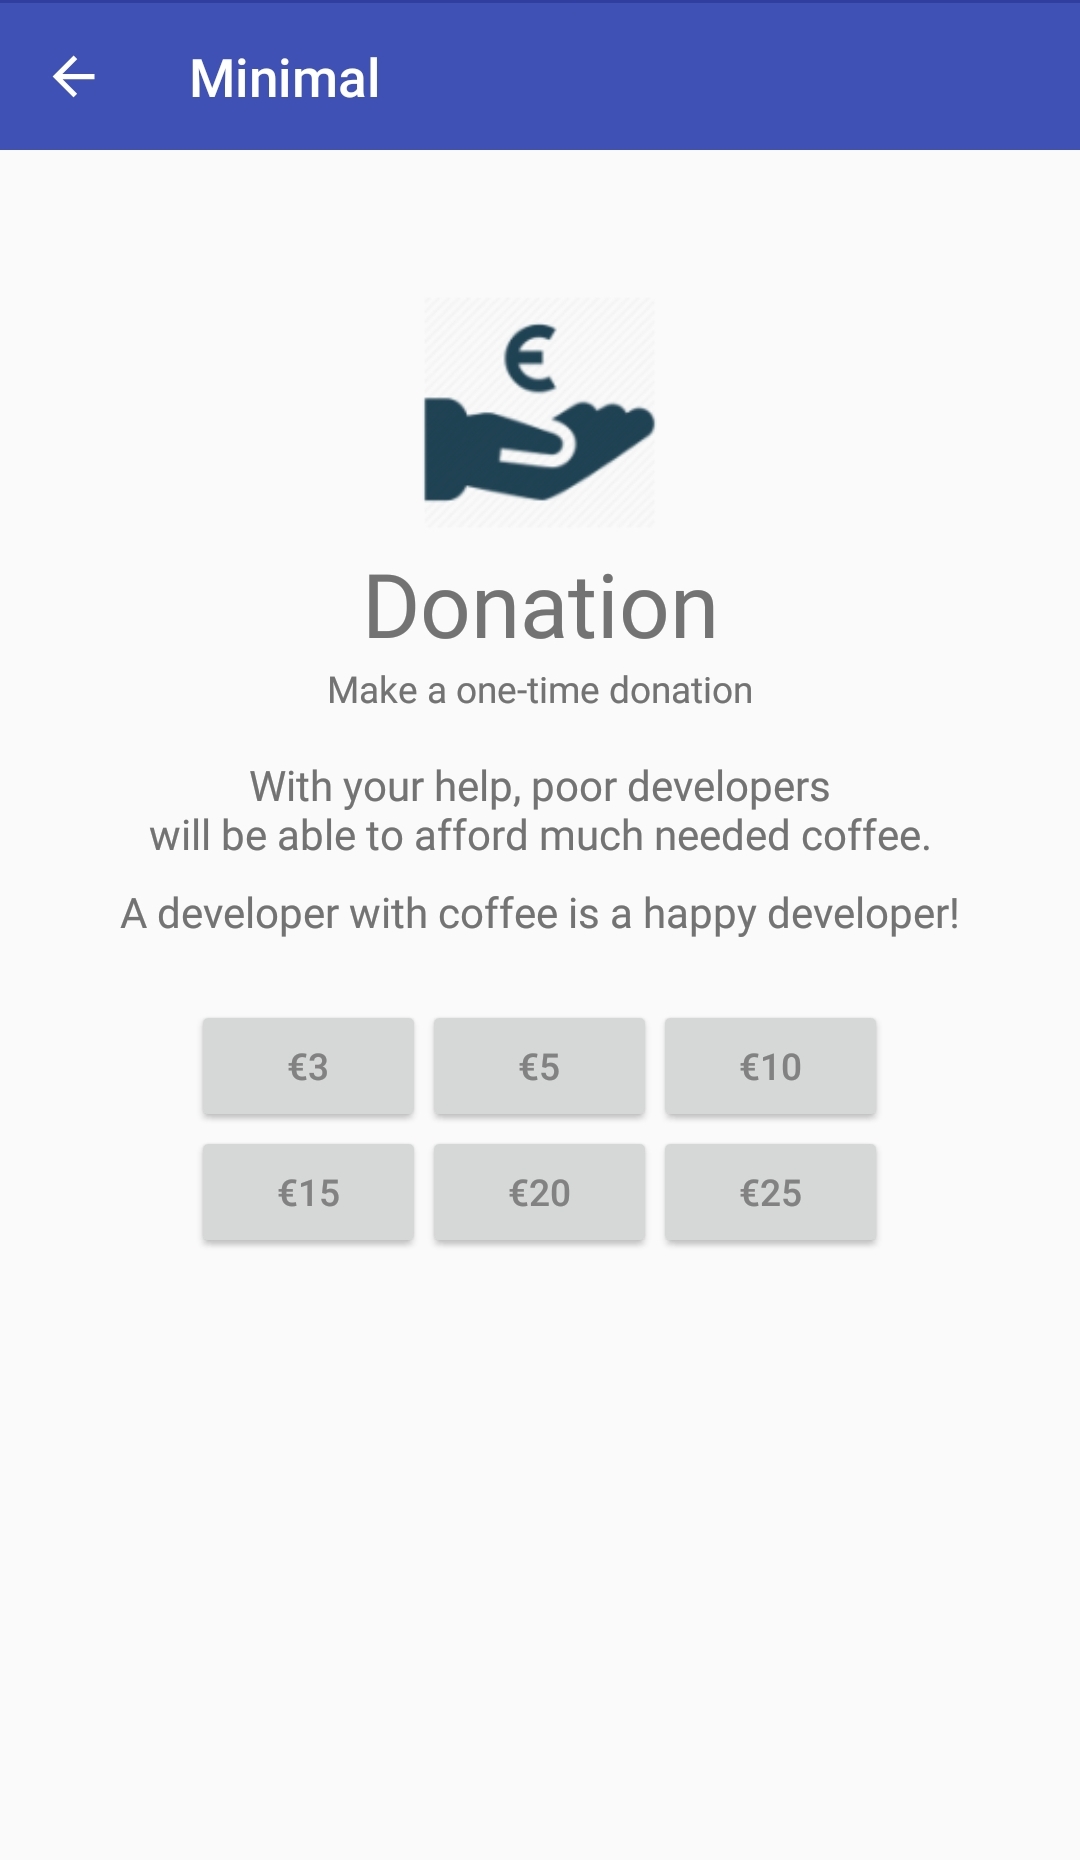 Minimal
€
Donation
Make a one-time donation
With your help, poor developers
will be able to afford much needed coffee.
A developer with coffee is a happy developer!
€3 €5 €10
€15 €20 €25